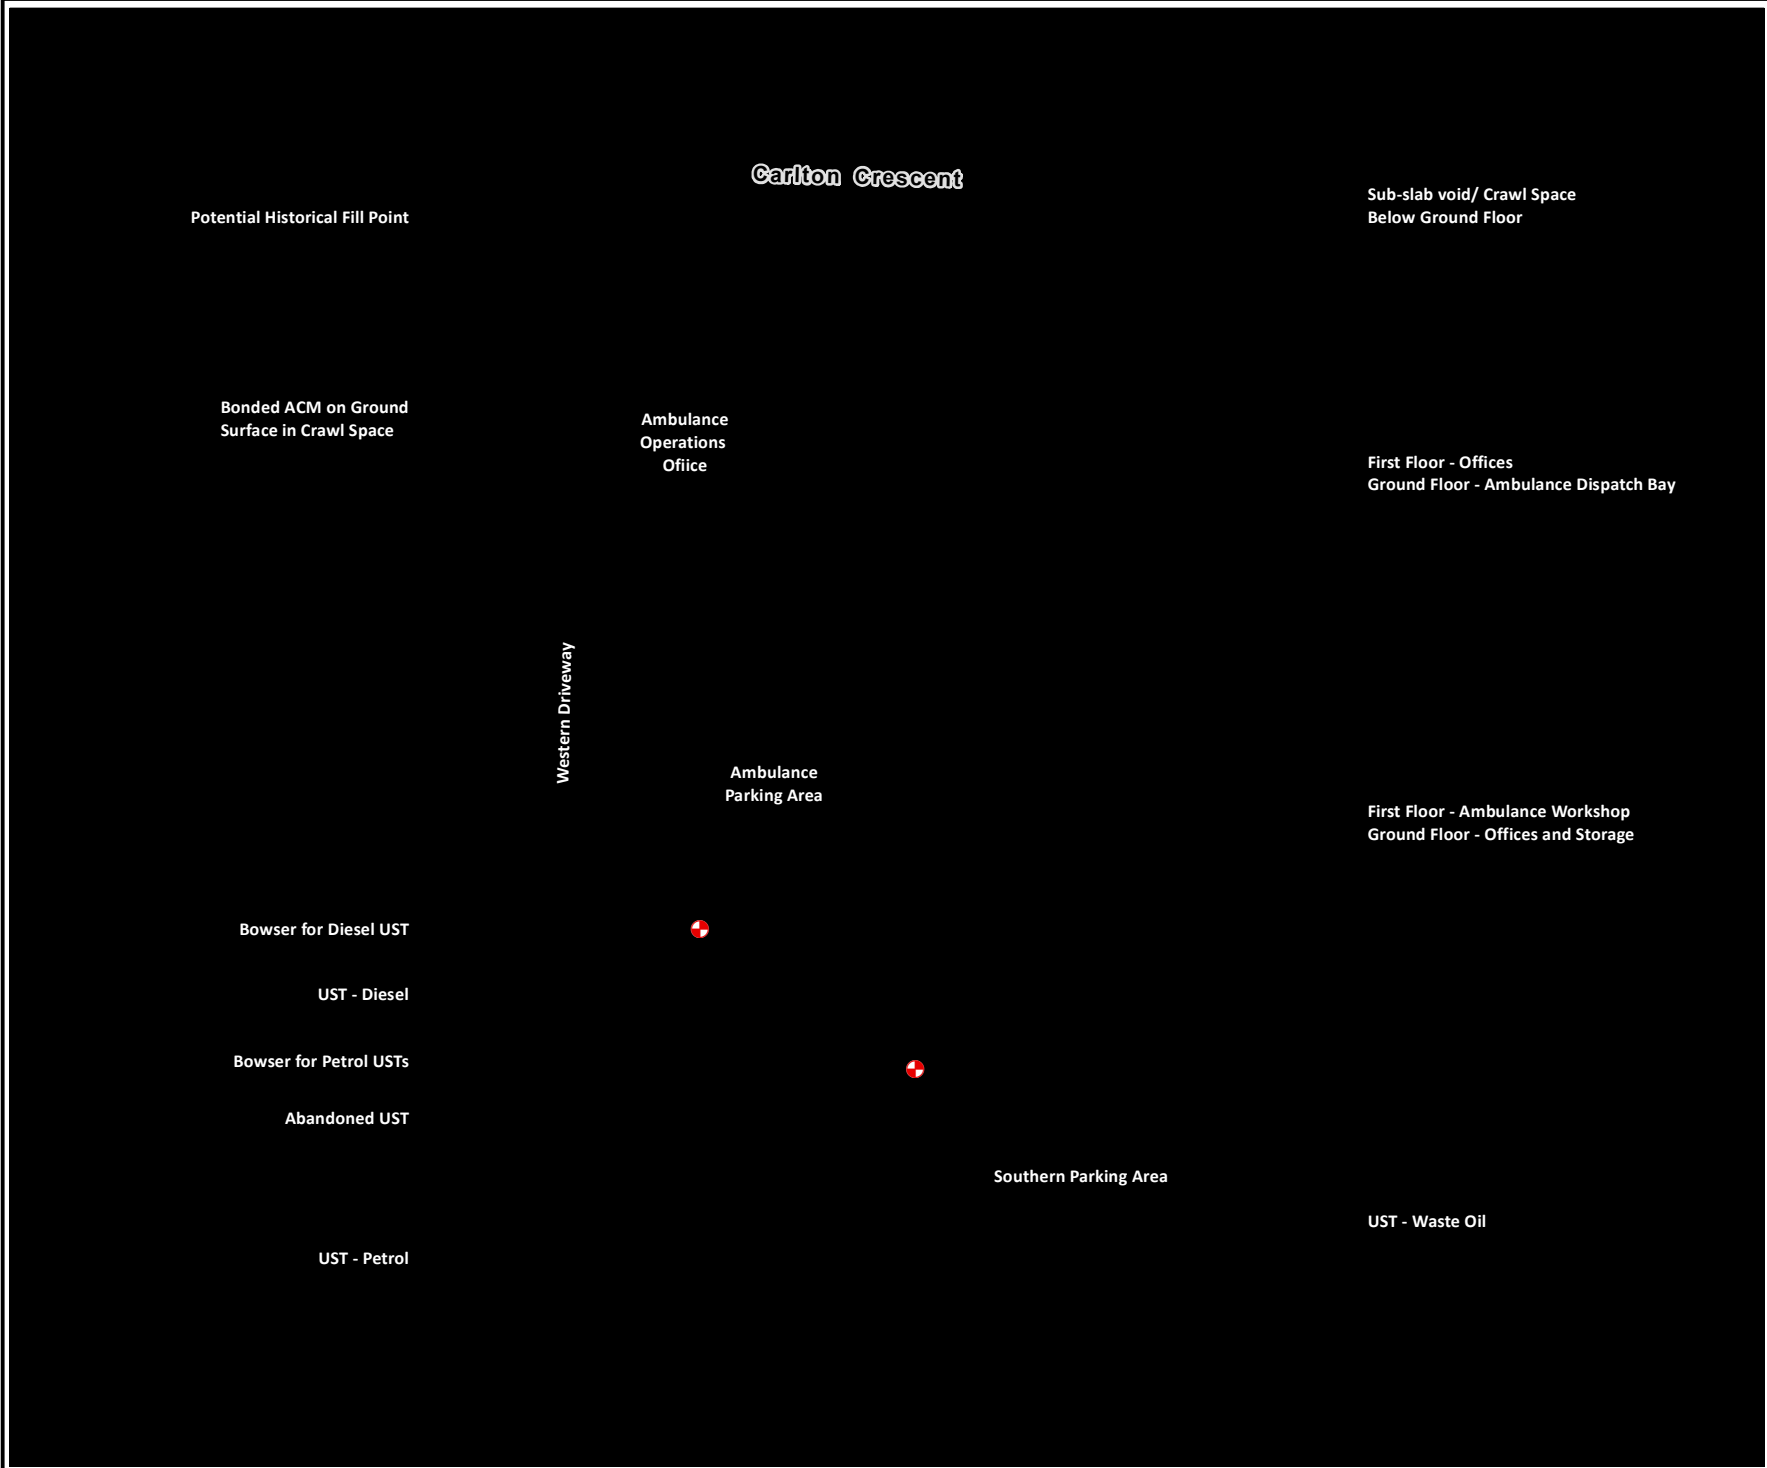 Carlton Crescent
Potential Historical Fill Point
Sub-slab void/ Crawl Space
Below Ground Floor
Bonded ACM on Ground
Surface in Crawl Space
Ambulance
Operations
Ofiice
First Floor - Offices
Ground Floor - Ambulance Dispatch Bay
Western Driveway
Ambulance
Parking Area
First Floor - Ambulance Workshop
Ground Floor - Offices and Storage
Bowser for Diesel UST
UST - Diesel
Bowser for Petrol USTs
Abandoned UST
Southern Parking Area
UST - Waste Oil
UST - Petrol